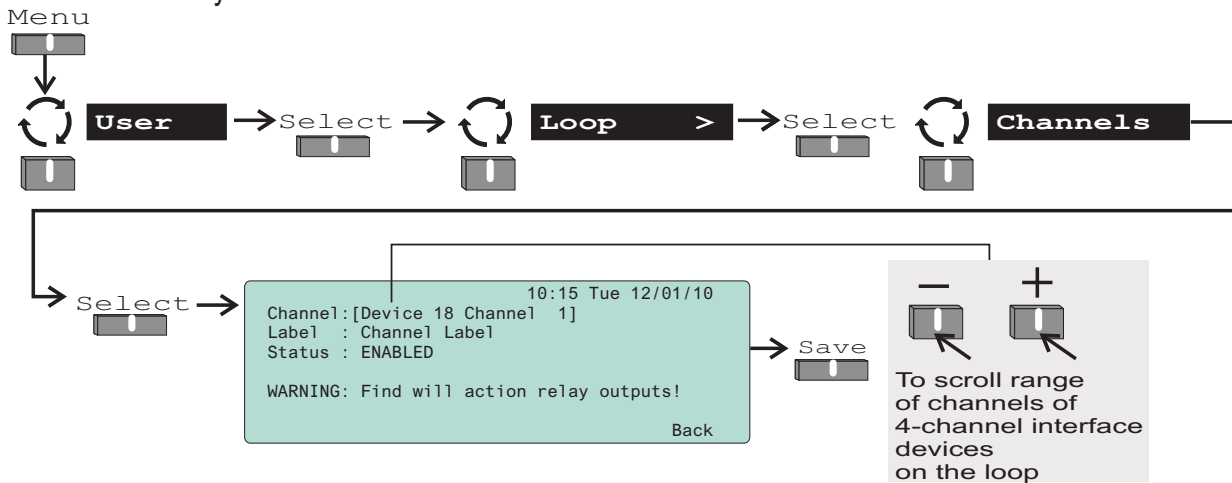 Menu
User
Select
Loop >
Select
Channels
Select
10:15 Tue 12/01/10
Channel:[Device 18 Channel 1]
Label : Channel Label
Status : ENABLED
WARNING: Find will action relay outputs!
Back
Save
− +
To scroll range
of channels of
4-channel interface
devices
on the loop